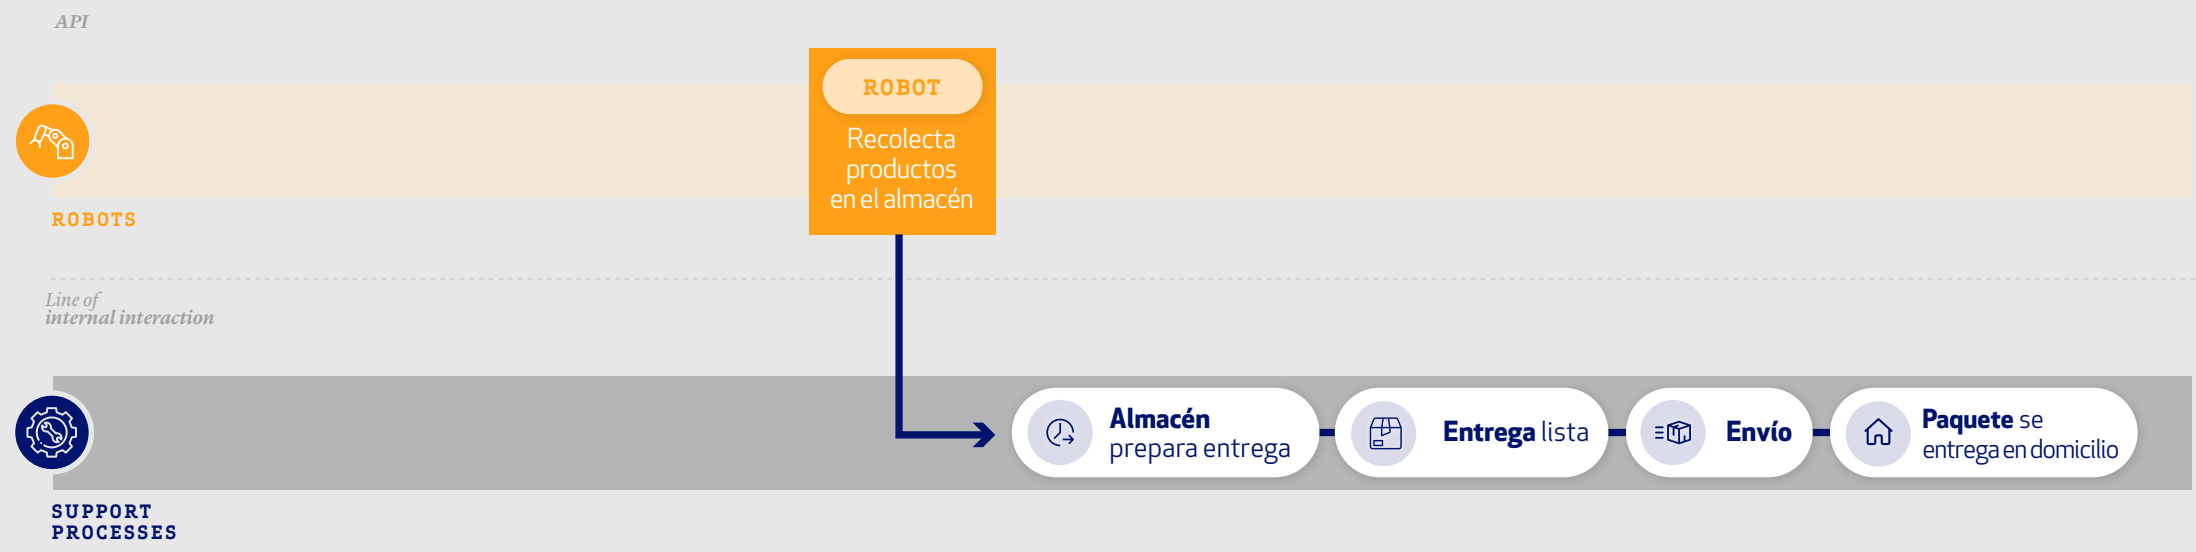 API
ROBOT
Recolecta
productos
en el almacén
ROBOTS
Line of
internal interaction
Almacén
prepara entrega
Entrega lista
Envío
Paquete se
entrega en domicilio
SUPPORT
PROCESSES